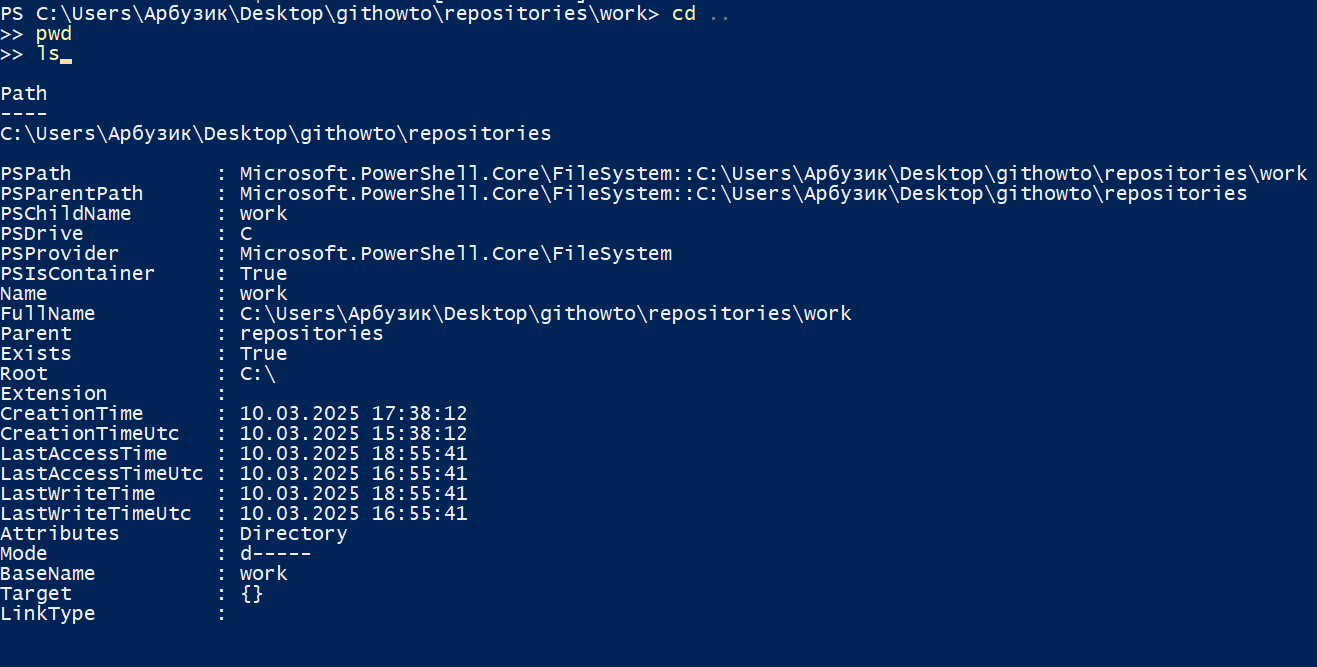 PS C:\Users\Арбузик\Desktop\githowto\repositories\work> cd ..
>> pwd
>> ls

Path
----
C:\Users\Арбузик\Desktop\githowto\repositories

PSPath            : Microsoft.PowerShell.Core\FileSystem::C:\Users\Арбузик\Desktop\githowto\repositories\work
PSParentPath      : Microsoft.PowerShell.Core\FileSystem::C:\Users\Арбузик\Desktop\githowto\repositories
PSChildName       : work
PSDrive           : C
PSProvider        : Microsoft.PowerShell.Core\FileSystem
PSIsContainer     : True
Name              : work
FullName          : C:\Users\Арбузик\Desktop\githowto\repositories\work
Parent            : repositories
Exists            : True
Root              : C:\
Extension         :
CreationTime      : 10.03.2025 17:38:12
CreationTimeUtc   : 10.03.2025 15:38:12
LastAccessTime    : 10.03.2025 18:55:41
LastAccessTimeUtc : 10.03.2025 16:55:41
LastWriteTime     : 10.03.2025 18:55:41
LastWriteTimeUtc  : 10.03.2025 16:55:41
Attributes        : Directory
Mode              : d-----
BaseName          : work
Target            : {}
LinkType          :